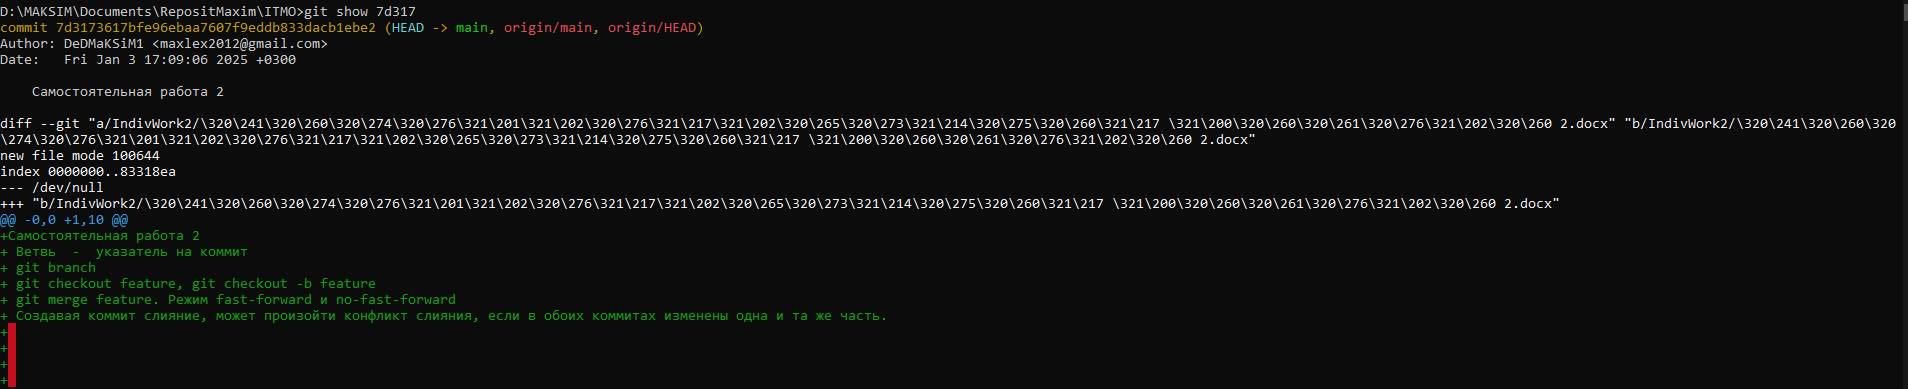 D:\MAKSIM\Documents\RepositMaxim\ITMO>git show 7d317
commit 7d3173617bfe96ebaa7607f9eddb833dacb1ebe2 (HEAD -> main, origin/main, origin/HEAD)
Author: DeDMaKSiM1 <maxlex2012@gmail.com>
Date:   Fri Jan 3 17:09:06 2025 +0300
    Самостоятельная работа 2
diff --git "a/IndivWork2/\320\241\320\260\320\274\320\276\321\201\321\202\320\276\321\217\321\202\320\265\320\273\321\214\320\275\320\260\321\217 \321\200\320\260\320\261\320\276\321\202\320\260 2.docx" "b/IndivWork2/\320\241\320\260\320
\274\320\276\321\201\321\202\320\276\321\217\321\202\320\265\320\273\321\214\320\275\320\260\321\217 \321\200\320\260\320\261\320\276\321\202\320\260 2.docx"
new file mode 100644
index 0000000..83318ea
--- /dev/null
+++ "b/IndivWork2/\320\241\320\260\320\274\320\276\321\201\321\202\320\276\321\217\321\202\320\265\320\273\321\214\320\275\320\260\321\217 \321\200\320\260\320\261\320\276\321\202\320\260 2.docx"
@@ -0,0 +1,10 @@
+Самостоятельная работа 2
+ Ветвь  -  указатель на коммит
+ git branch
+ git checkout feature, git checkout -b feature
+ git merge feature. Режим fast-forward и no-fast-forward
+ Создавая коммит слияние, может произойти конфликт слияния, если в обоих коммитах изменены одна и та же часть.
+
+
+
+